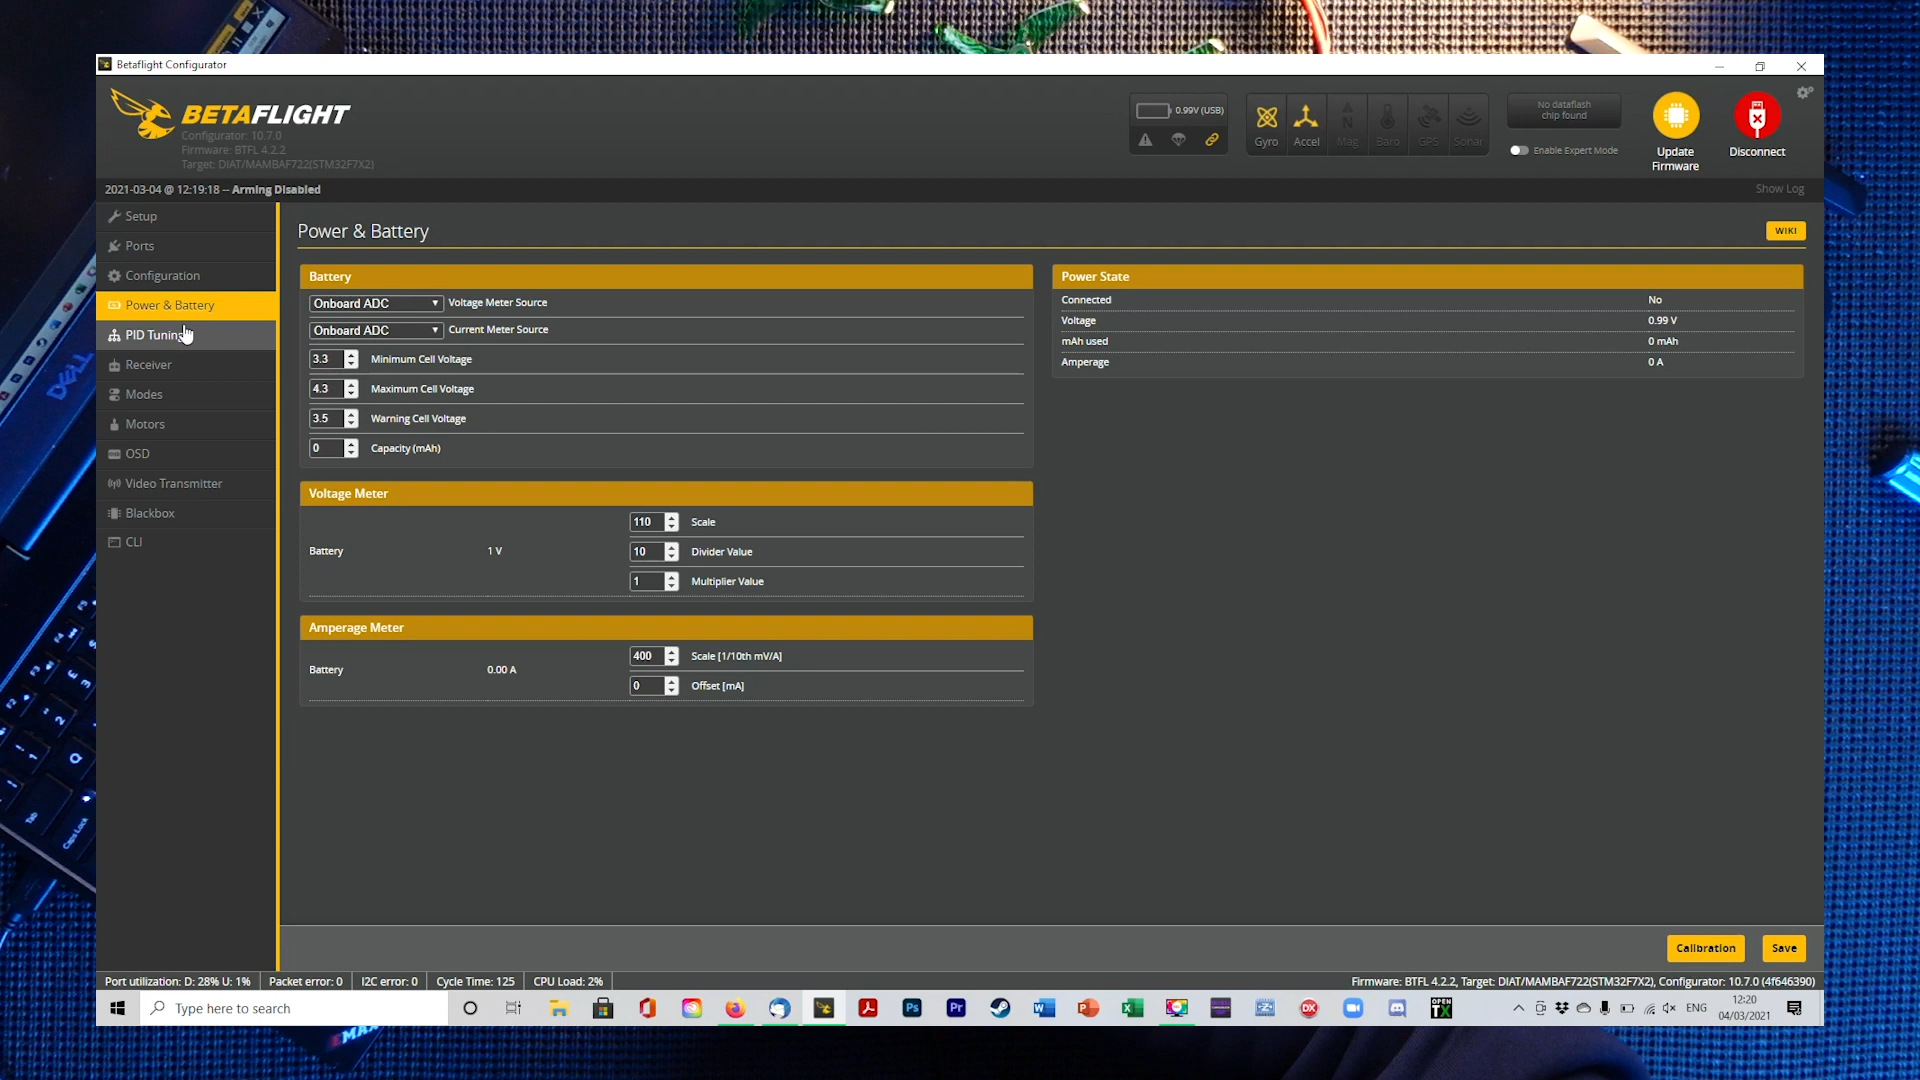 Betaflight Configurator
BETAFLIGHT
Configurator: 10.7.0
Firmware: BTFL 4.2.2
Target: DIAT/MAMBAF722(STM32F7X2)
0.99V (USB)
Gyro
Accel
Mag
Baro
GPS
Sonar
No dataflash
chip found
Enable Expert Mode
Update
Firmware
Disconnect
2021-03-04 @ 12:19:18 -- Arming Disabled
Show Log
Setup
Ports
Configuration
Power & Battery
PID Tuning
Receiver
Modes
Motors
OSD
Video Transmitter
Blackbox
CLI
Power & Battery
WIKI
Battery
Onboard ADC Voltage Meter Source
Onboard ADC Current Meter Source
3.3 Minimum Cell Voltage
4.3 Maximum Cell Voltage
3.5 Warning Cell Voltage
0 Capacity (mAh)
Power State
Connected No
Voltage 0.99 V
mAh used 0 mAh
Amperage 0 A
Voltage Meter
Battery 1 V
110 Scale
10 Divider Value
1 Multiplier Value
Amperage Meter
Battery 0.00 A
400 Scale [1/10th mV/A]
0 Offset [mA]
Calibration
Save
Port utilization: D: 28% U: 1% Packet error: 0 I2C error: 0 Cycle Time: 125 CPU Load: 2%
Firmware: BTFL 4.2.2, Target: DIAT/MAMBAF722(STM32F7X2), Configurator: 10.7.0 (4f646390)
Type here to search
Ps
Pr
OPEN
TX
ENG
12:20
04/03/2021
DELL